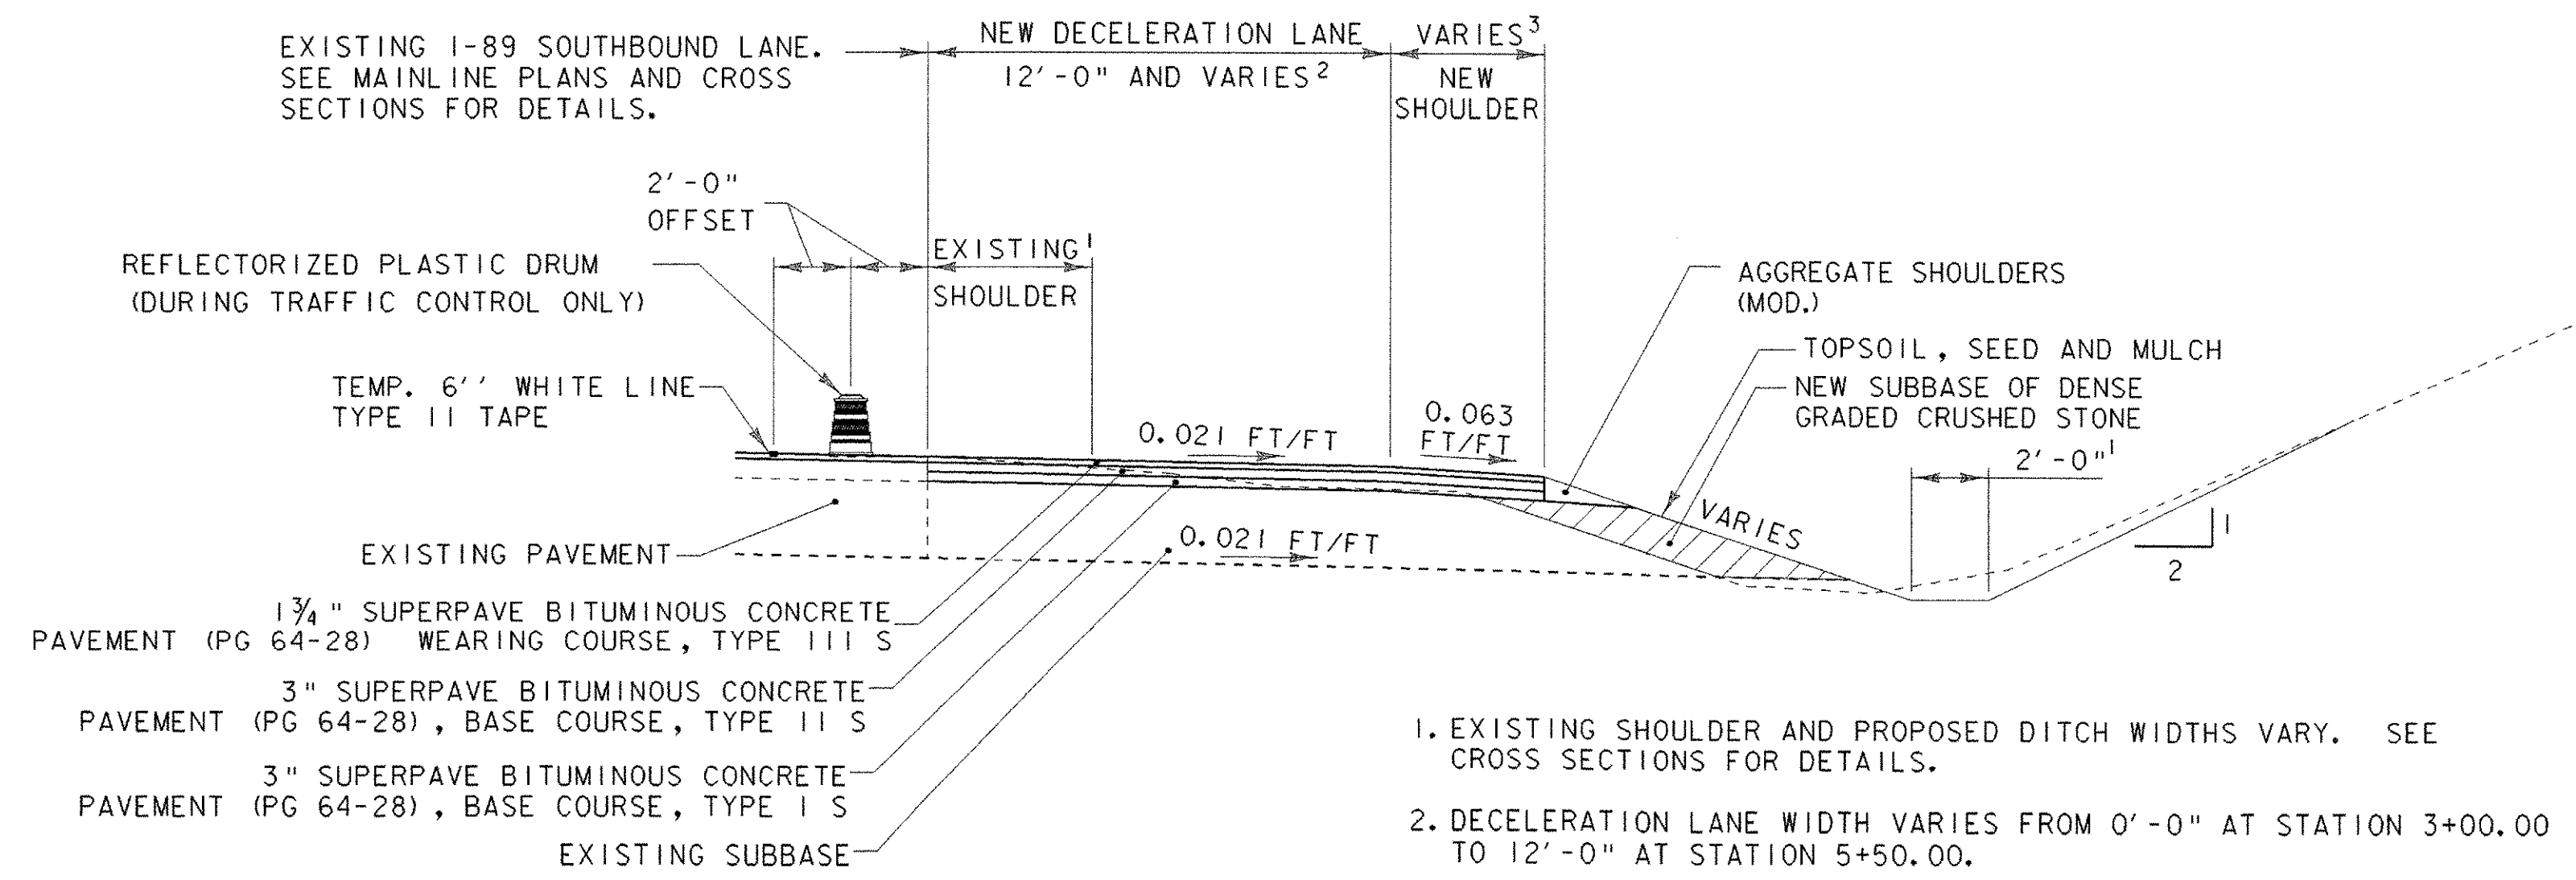 EXISTING I-89 SOUTHBOUND LANE.
SEE MAINLINE PLANS AND CROSS
SECTIONS FOR DETAILS.
NEW DECELERATION LANE
12'-0" AND VARIES²
VARIES³
NEW
SHOULDER
2'-0"
OFFSET
EXISTING¹
SHOULDER
REFLECTORIZED PLASTIC DRUM
(DURING TRAFFIC CONTROL ONLY)
TEMP. 6'' WHITE LINE
TYPE II TAPE
AGGREGATE SHOULDERS
(MOD.)
TOPSOIL, SEED AND MULCH
NEW SUBBASE OF DENSE
GRADED CRUSHED STONE
0.021 FT/FT
0.063
FT/FT
2'-0"¹
VARIES
1
2
EXISTING PAVEMENT
0.021 FT/FT
1¾" SUPERPAVE BITUMINOUS CONCRETE
PAVEMENT (PG 64-28) WEARING COURSE, TYPE III S
3" SUPERPAVE BITUMINOUS CONCRETE
PAVEMENT (PG 64-28), BASE COURSE, TYPE II S
3" SUPERPAVE BITUMINOUS CONCRETE
PAVEMENT (PG 64-28), BASE COURSE, TYPE I S
EXISTING SUBBASE
1. EXISTING SHOULDER AND PROPOSED DITCH WIDTHS VARY. SEE
CROSS SECTIONS FOR DETAILS.
2. DECELERATION LANE WIDTH VARIES FROM 0'-0" AT STATION 3+00.00
TO 12'-0" AT STATION 5+50.00.